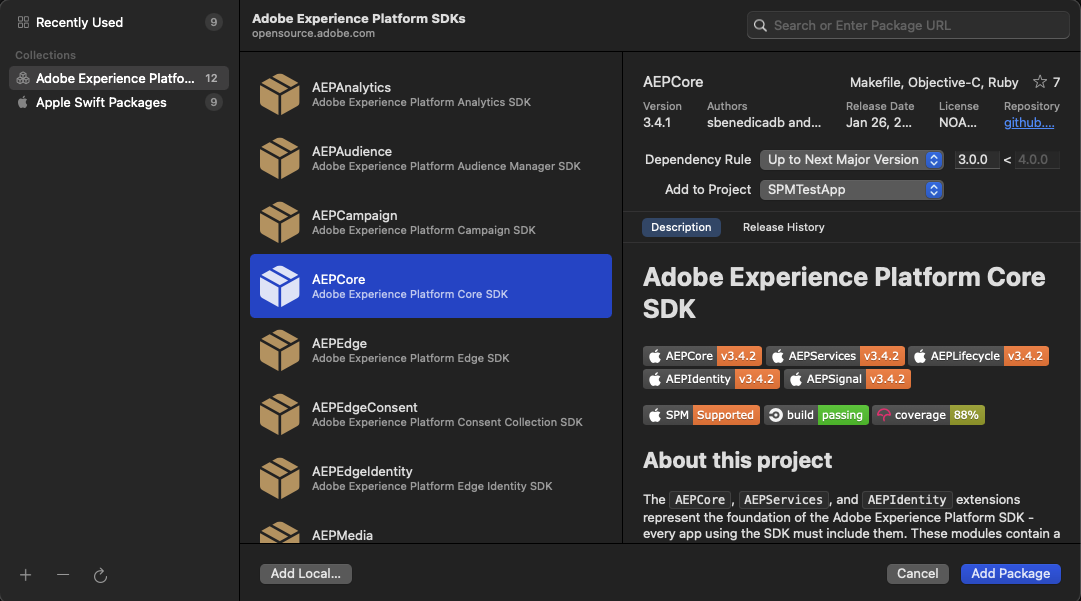 Recently Used 9
Collections
Adobe Experience Platfo... 12
Apple Swift Packages 9
Adobe Experience Platform SDKs
opensource.adobe.com
Search or Enter Package URL
AEPAnalytics
Adobe Experience Platform Analytics SDK
AEPAudience
Adobe Experience Platform Audience Manager SDK
AEPCampaign
Adobe Experience Platform Campaign SDK
AEPCore
Adobe Experience Platform Core SDK
AEPEdge
Adobe Experience Platform Edge SDK
AEPEdgeConsent
Adobe Experience Platform Consent Collection SDK
AEPEdgeIdentity
Adobe Experience Platform Edge Identity SDK
AEPMedia
AEPCore Makefile, Objective-C, Ruby 7
Version Authors Release Date License Repository
3.4.1 sbenedicadb and... Jan 26, 2... NOA... github....
Dependency Rule Up to Next Major Version 3.0.0 < 4.0.0
Add to Project SPMTestApp
Description Release History
Adobe Experience Platform Core
SDK
AEPCore v3.4.2 AEPServices v3.4.2 AEPLifecycle v3.4.2
AEPIdentity v3.4.2 AEPSignal v3.4.2
SPM Supported build passing coverage 88%
About this project
The AEPCore, AEPServices, and AEPIdentity extensions
represent the foundation of the Adobe Experience Platform SDK -
every app using the SDK must include them. These modules contain a
Add Local... Cancel Add Package